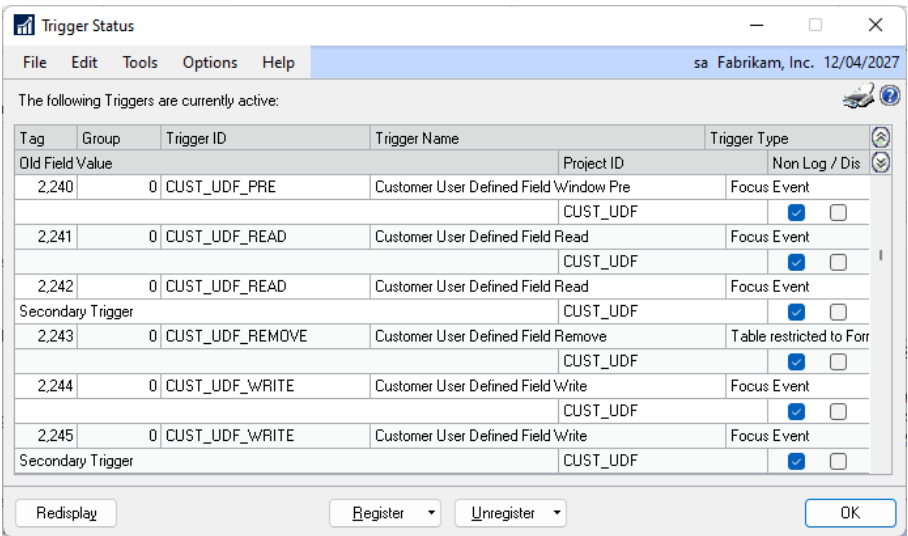 Trigger Status
File Edit Tools Options Help sa Fabrikam, Inc. 12/04/2027
The following Triggers are currently active:
Tag Group Trigger ID Trigger Name Trigger Type
Old Field Value Project ID Non Log / Dis
2,240 0 CUST_UDF_PRE Customer User Defined Field Window Pre Focus Event
CUST_UDF
2,241 0 CUST_UDF_READ Customer User Defined Field Read Focus Event
CUST_UDF
2,242 0 CUST_UDF_READ Customer User Defined Field Read Focus Event
Secondary Trigger CUST_UDF
2,243 0 CUST_UDF_REMOVE Customer User Defined Field Remove Table restricted to Forr
CUST_UDF
2,244 0 CUST_UDF_WRITE Customer User Defined Field Write Focus Event
CUST_UDF
2,245 0 CUST_UDF_WRITE Customer User Defined Field Write Focus Event
Secondary Trigger CUST_UDF
Redisplay Register Unregister OK